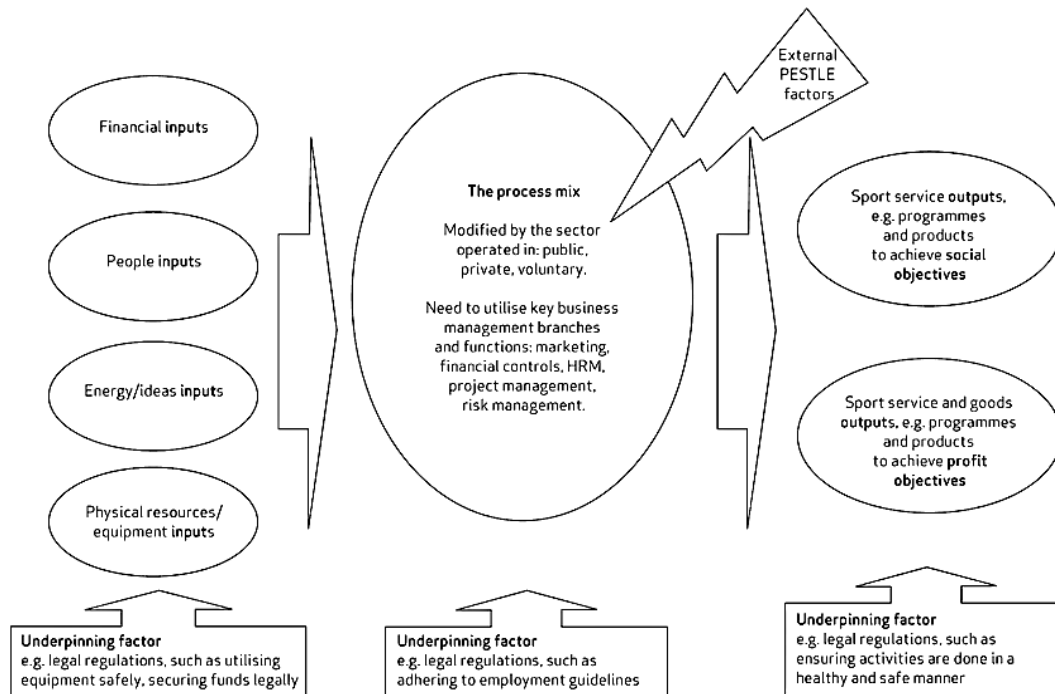 Financial inputs
People inputs
Energy/ideas inputs
Physical resources/
equipment inputs
The process mix
Modified by the sector
operated in: public,
private, voluntary.
Need to utilise key business
management branches
and functions: marketing,
financial controls, HRM,
project management,
risk management.
External
PESTLE
factors
Sport service outputs,
e.g. programmes
and products
to achieve social
objectives
Sport service and goods
outputs, e.g. programmes
and products
to achieve profit
objectives
Underpinning factor
e.g. legal regulations, such as utilising
equipment safely, securing funds legally
Underpinning factor
e.g. legal regulations, such as
adhering to employment guidelines
Underpinning factor
e.g. legal regulations, such as
ensuring activities are done in a
healthy and safe manner